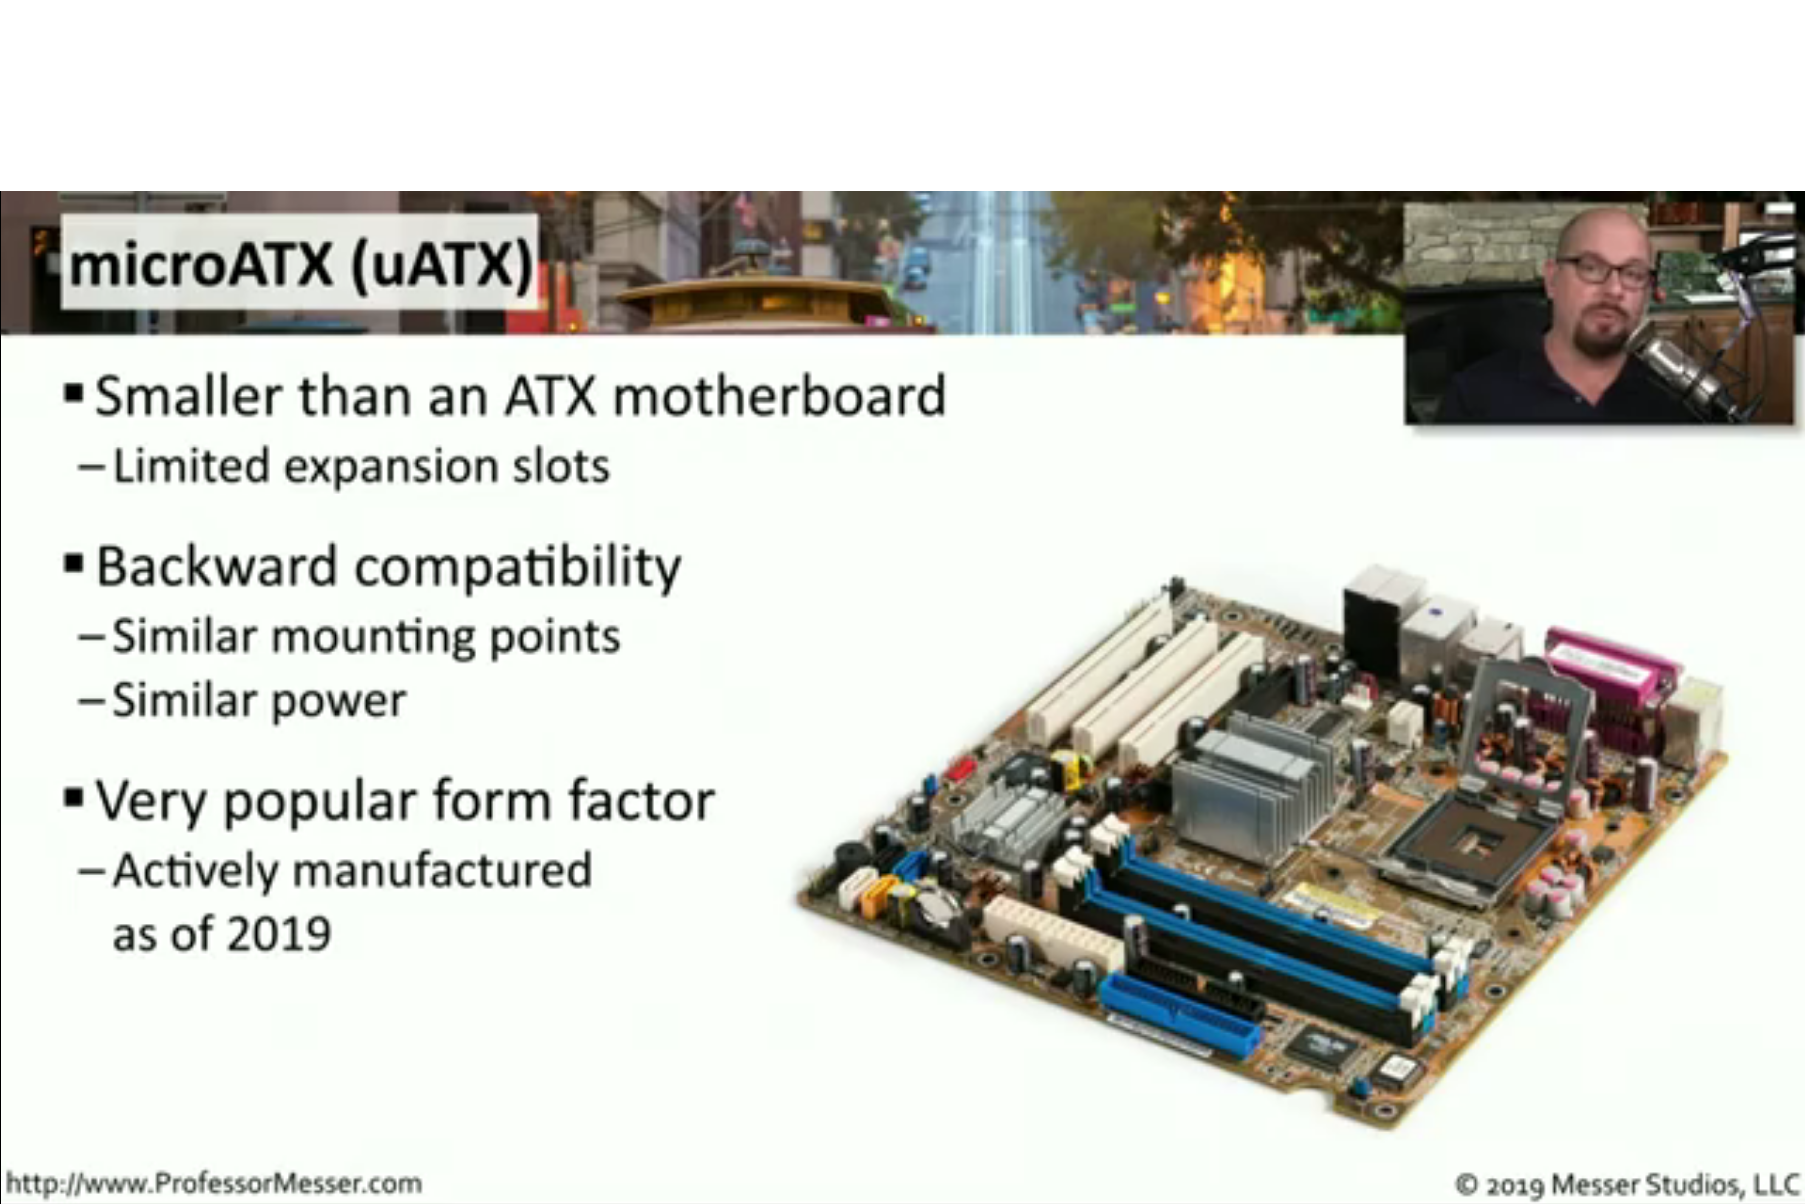 microATX (uATX)
▪ Smaller than an ATX motherboard
– Limited expansion slots
▪ Backward compatibility
– Similar mounting points
– Similar power
▪ Very popular form factor
– Actively manufactured
as of 2019
http://www.ProfessorMesser.com
© 2019 Messer Studios, LLC